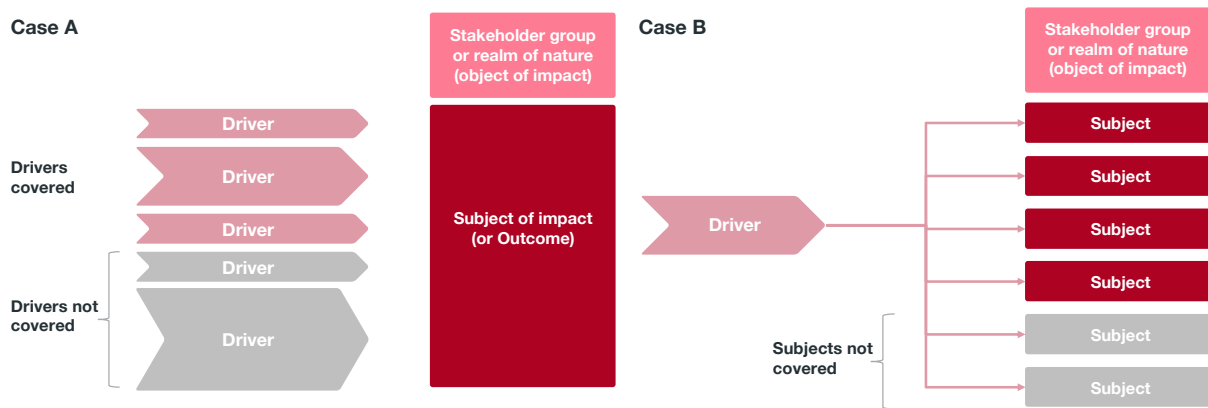 Case A
Stakeholder group
or realm of nature
(object of impact)
Driver
Drivers
covered
Driver
Driver
Driver
Drivers not
covered
Driver
Subject of impact
(or Outcome)
Case B
Stakeholder group
or realm of nature
(object of impact)
Driver
Subject
Subject
Subject
Subject
Subjects not
covered
Subject
Subject